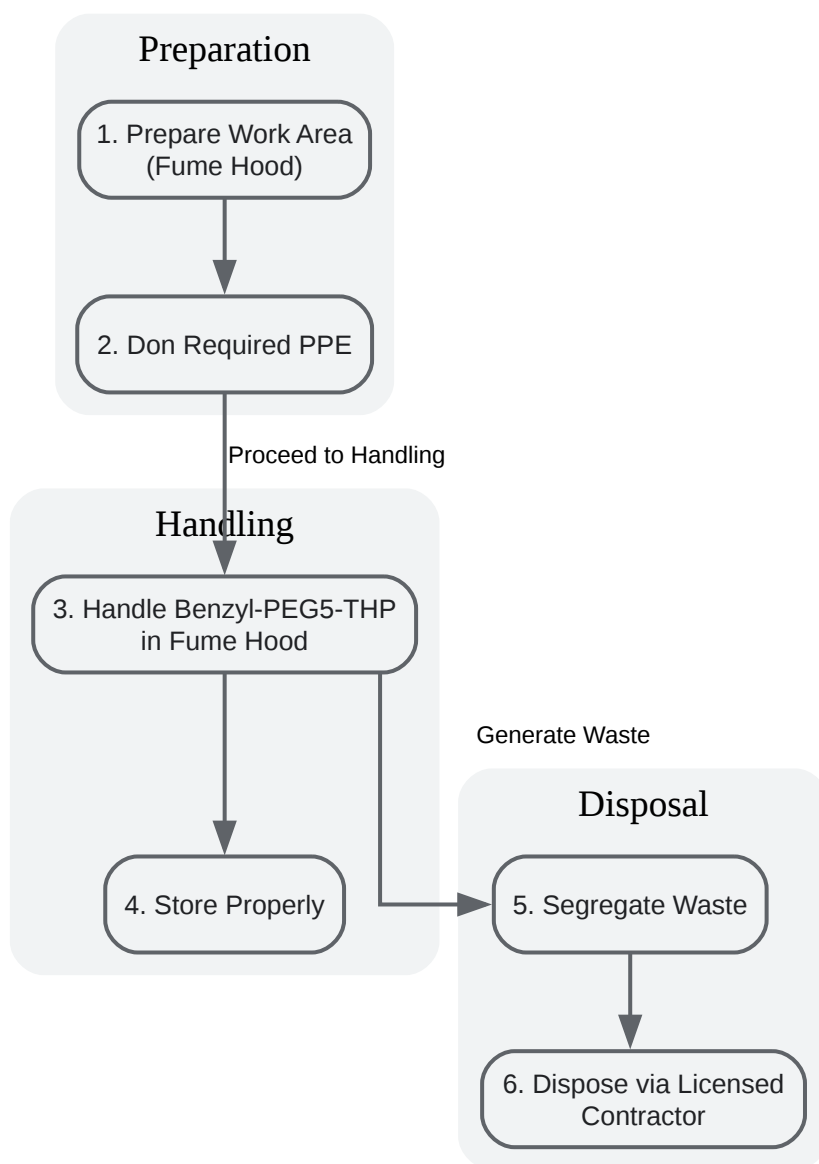 Preparation
1. Prepare Work Area
(Fume Hood)
2. Don Required PPE
Proceed to Handling
Handling
3. Handle Benzyl-PEG5-THP
in Fume Hood
Generate Waste
Disposal
4. Store Properly
5. Segregate Waste
6. Dispose via Licensed
Contractor